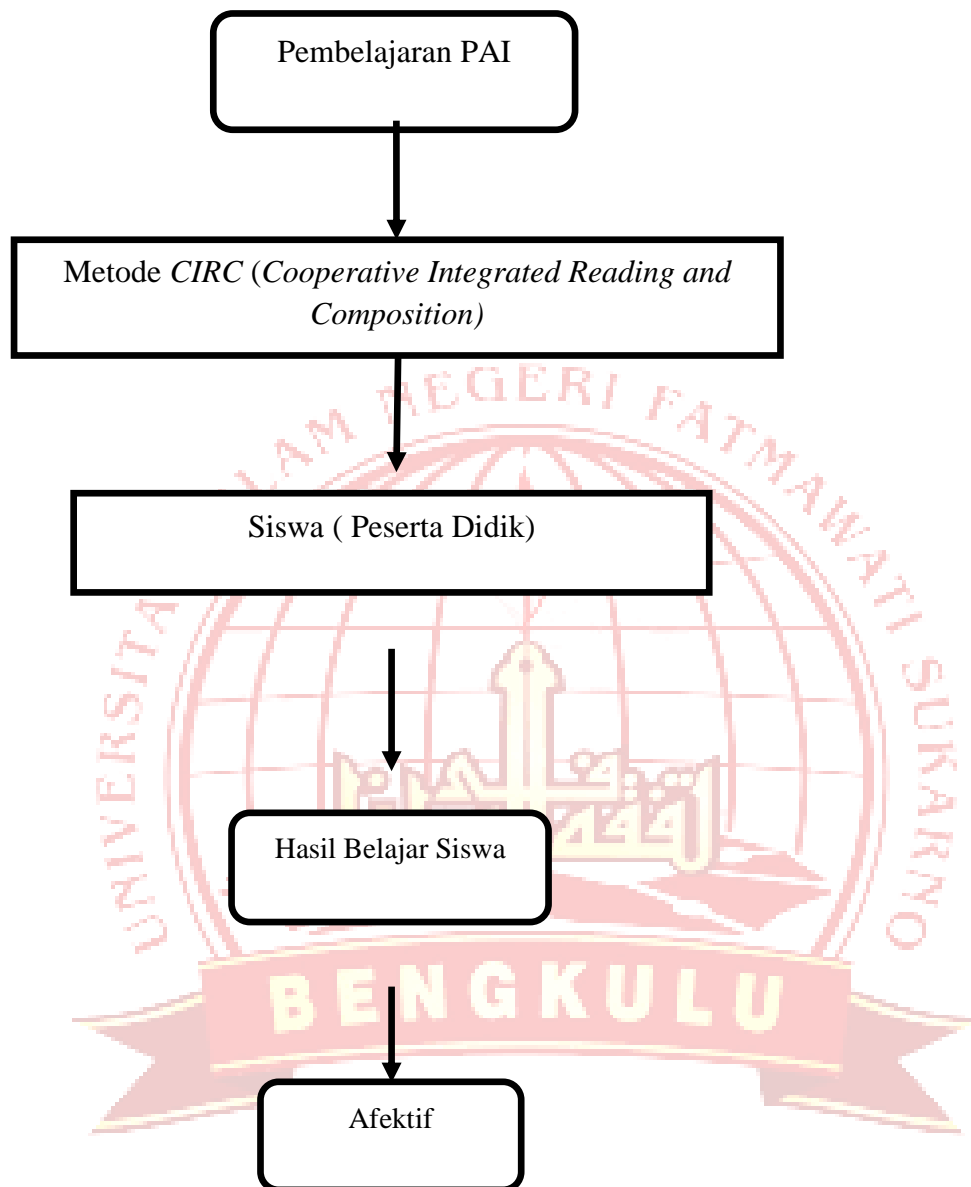 Pembelajaran PAI
Metode CIRC (Cooperative Integrated Reading and
Composition)
Siswa ( Peserta Didik)
Hasil Belajar Siswa
Afektif
NEGERI FATMAWATI SUKARNO
BENGKULU